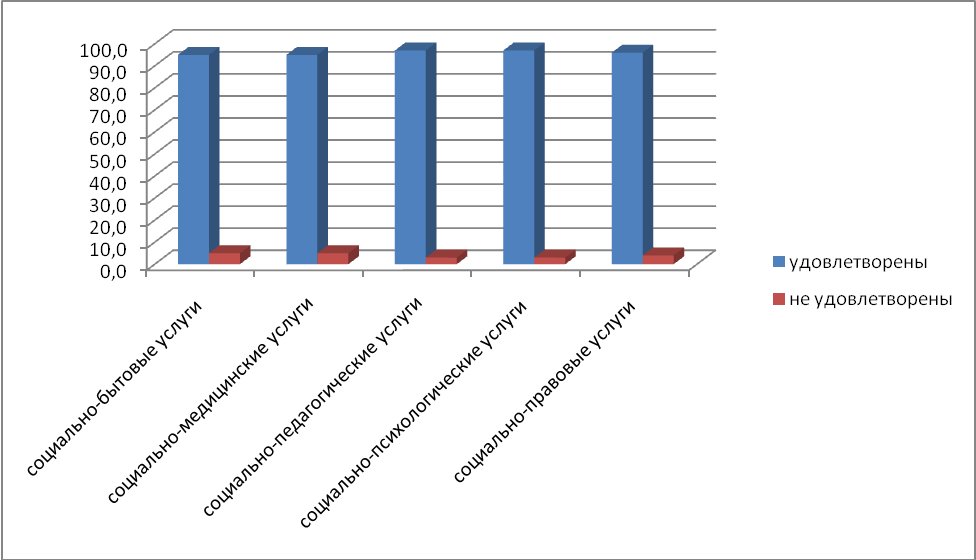 100,0
90,0
80,0
70,0
60,0
50,0
40,0
30,0
20,0
10,0
0,0
социально-бытовые услуги
социально-медицинские услуги
социально-педагогические услуги
социально-психологические услуги
социально-правовые услуги
удовлетворены
не удовлетворены